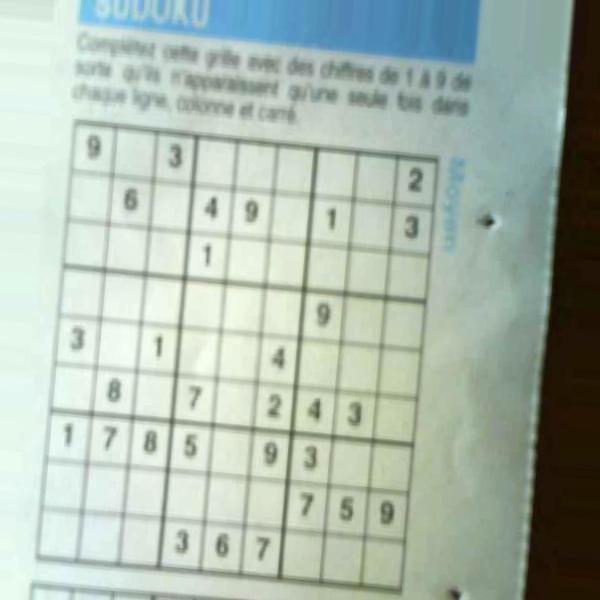 SUDOKU
Complétez cette grille avec des chiffres de 1 à 9 de
sorte qu'ils n'apparaissent qu'une seule fois dans
chaque ligne, colonne et carré.
Moyen
9 3 2
6 4 9 1 3
1
9
3 1 4
8 7 2 4 3
1 7 8 5 9 3
7 5 9
3 6 7